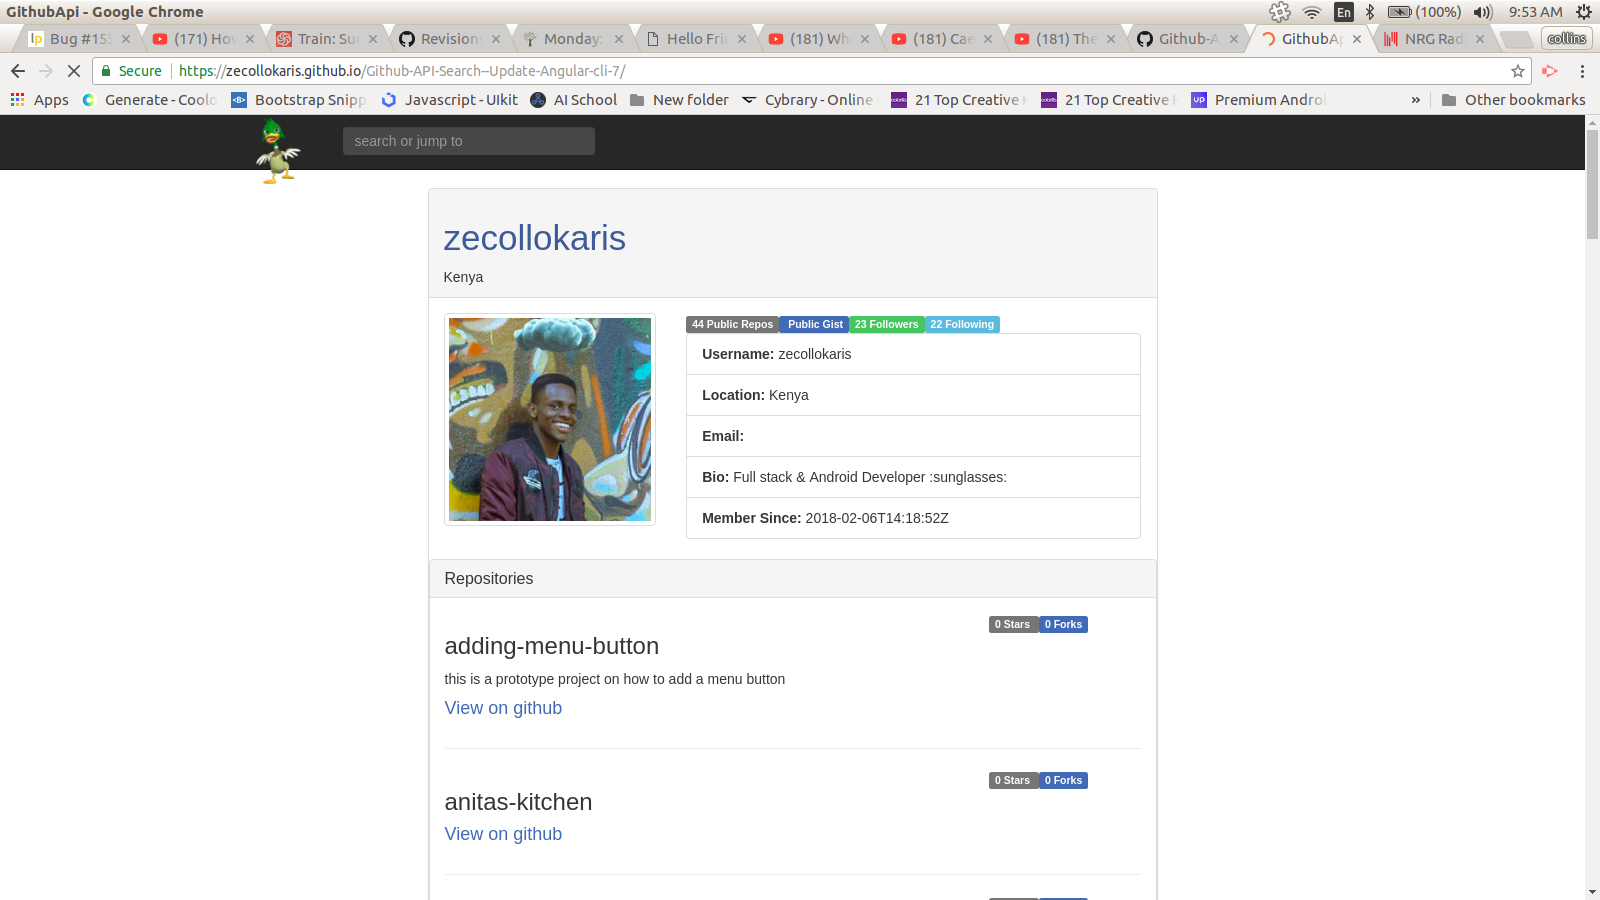 GithubApi - Google Chrome
En (100%) 9:53 AM
Bug #15 (171) Ho Train: Su Revision Monday: Hello Frie (181) Wh (181) Cae (181) The Github-A GithubAp NRG Radi collins
Secure https://zecollokaris.github.io/Github-API-Search--Update-Angular-cli-7/
Apps Generate - Coolo Bootstrap Snipp Javascript - UIkit AI School New folder Cybrary - Online 21 Top Creative 21 Top Creative Premium Androi » Other bookmarks
search or jump to
zecollokaris
Kenya
44 Public Repos Public Gist 23 Followers 22 Following
Username: zecollokaris
Location: Kenya
Email:
Bio: Full stack & Android Developer :sunglasses:
Member Since: 2018-02-06T14:18:52Z
Repositories
0 Stars 0 Forks
adding-menu-button
this is a prototype project on how to add a menu button
View on github
0 Stars 0 Forks
anitas-kitchen
View on github